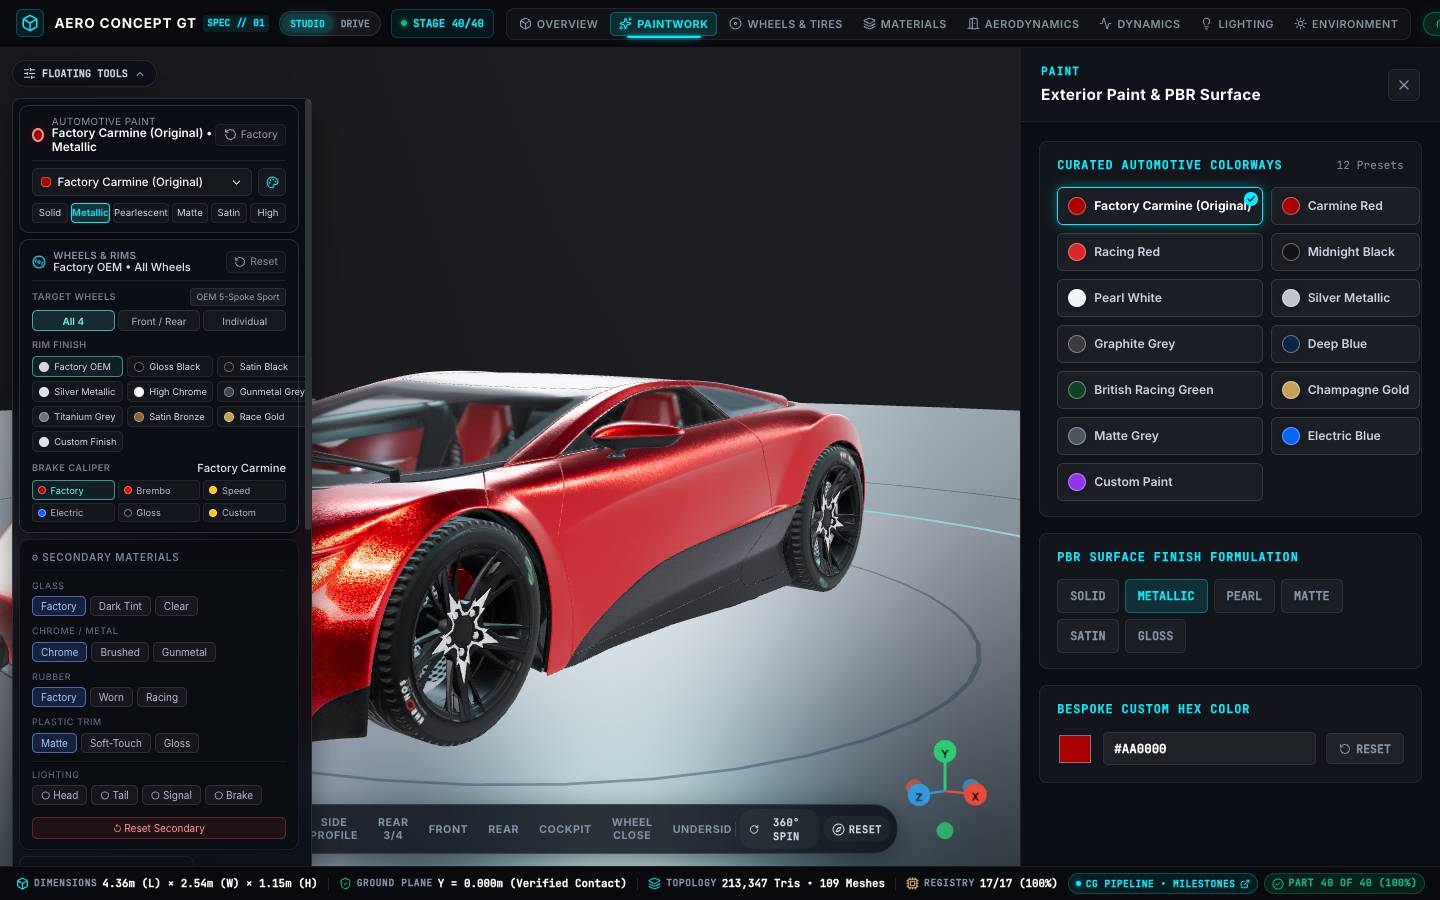 AERO CONCEPT GT SPEC // 01 STUDIO DRIVE STAGE 40/40 OVERVIEW PAINTWORK WHEELS & TIRES MATERIALS AERODYNAMICS DYNAMICS LIGHTING ENVIRONMENT
FLOATING TOOLS
AUTOMOTIVE PAINT
Factory Carmine (Original) •
Metallic
Factory
Factory Carmine (Original)
Solid Metallic Pearlescent Matte Satin High
WHEELS & RIMS
Factory OEM • All Wheels
Reset
TARGET WHEELS OEM 5-Spoke Sport
All 4 Front / Rear Individual
RIM FINISH
Factory OEM Gloss Black Satin Black
Silver Metallic High Chrome Gunmetal Grey
Titanium Grey Satin Bronze Race Gold
Custom Finish
BRAKE CALIPER Factory Carmine
Factory Brembo Speed
Electric Gloss Custom
SECONDARY MATERIALS
GLASS
Factory Dark Tint Clear
CHROME / METAL
Chrome Brushed Gunmetal
RUBBER
Factory Worn Racing
PLASTIC TRIM
Matte Soft-Touch Gloss
LIGHTING
Head Tail Signal Brake
Reset Secondary
SIDE PROFILE
REAR 3/4
FRONT
REAR
COCKPIT
WHEEL CLOSE
UNDERSID
360° SPIN
RESET
Y
Z
X
PAINT
Exterior Paint & PBR Surface
CURATED AUTOMOTIVE COLORWAYS 12 Presets
Factory Carmine (Original) Carmine Red
Racing Red Midnight Black
Pearl White Silver Metallic
Graphite Grey Deep Blue
British Racing Green Champagne Gold
Matte Grey Electric Blue
Custom Paint
PBR SURFACE FINISH FORMULATION
SOLID METALLIC PEARL MATTE
SATIN GLOSS
BESPOKE CUSTOM HEX COLOR
#AA0000 RESET
DIMENSIONS 4.36m (L) × 2.54m (W) × 1.15m (H) GROUND PLANE Y = 0.000m (Verified Contact) TOPOLOGY 213,347 Tris • 109 Meshes REGISTRY 17/17 (100%) CG PIPELINE • MILESTONES PART 40 OF 40 (100%)